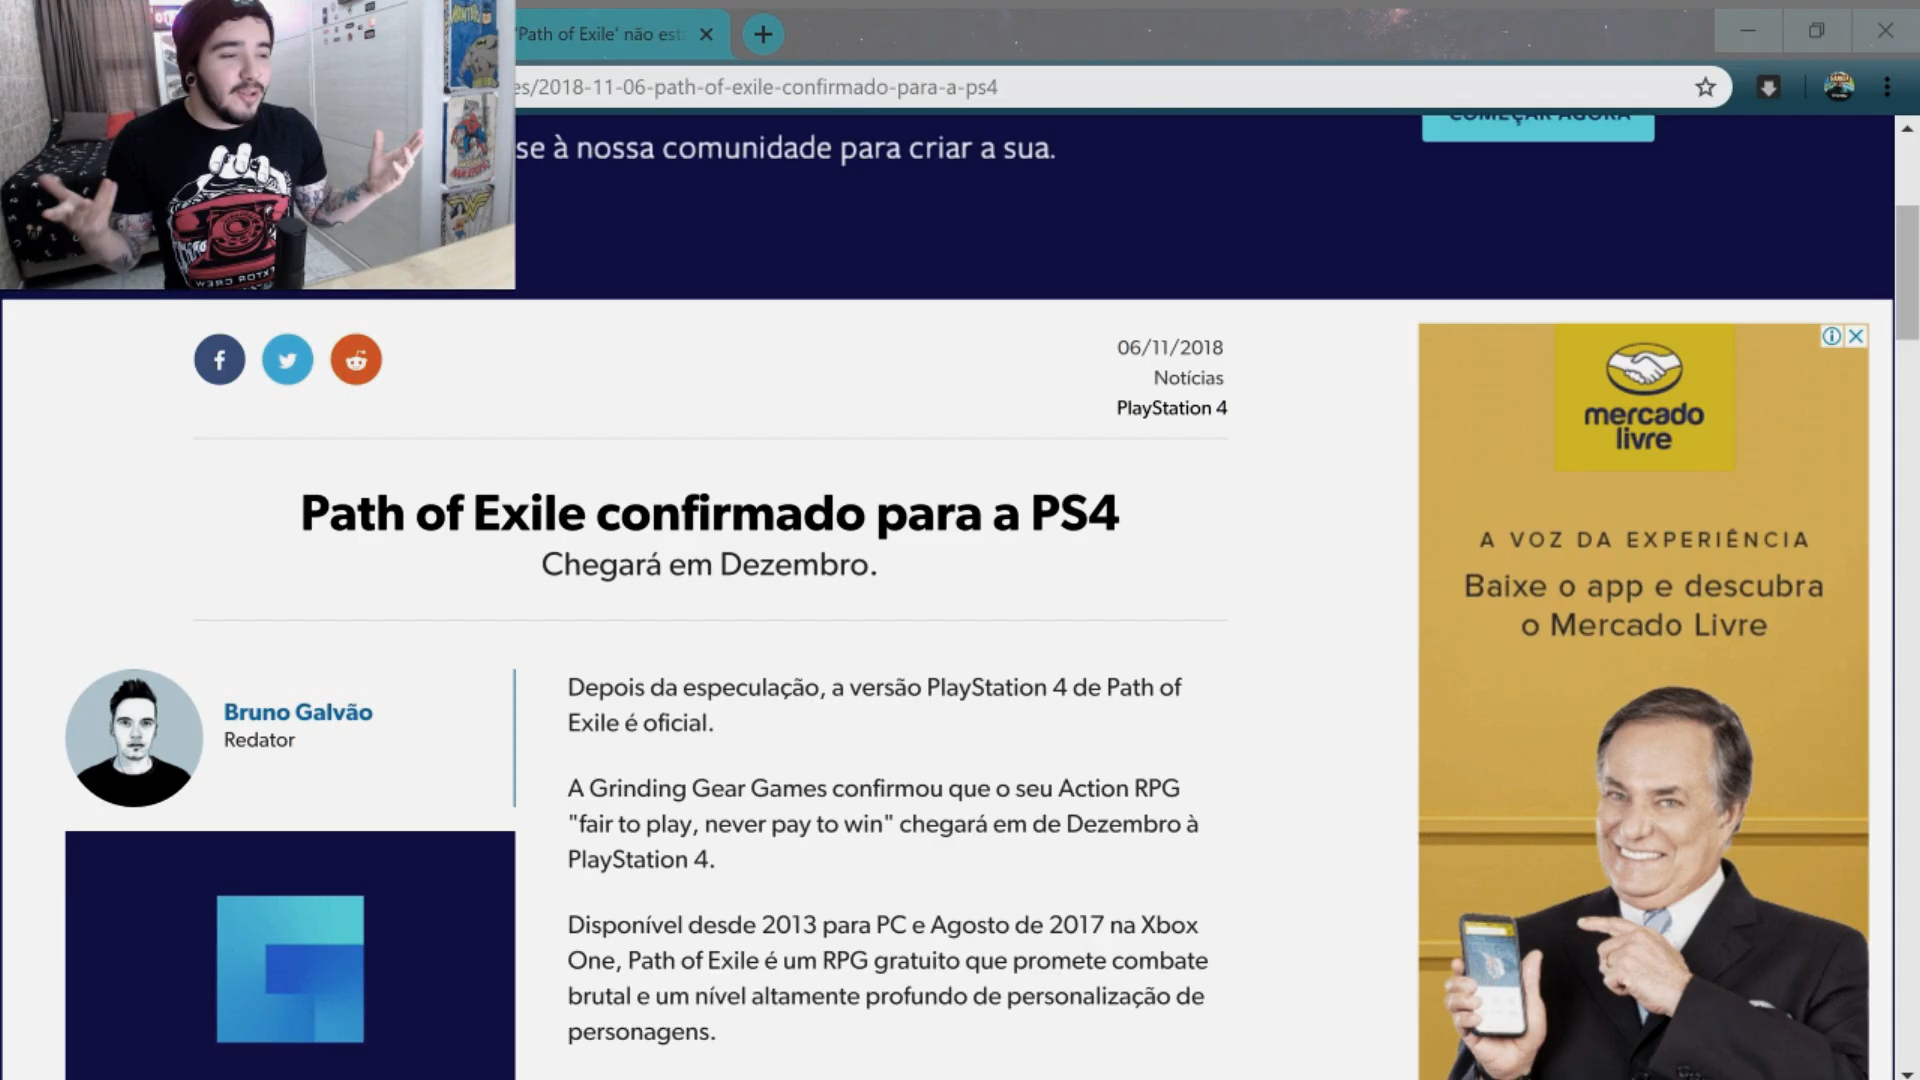 'Path of Exile' não est
es/2018-11-06-path-of-exile-confirmado-para-a-ps4
COMEÇAR AGORA
se à nossa comunidade para criar a sua.
06/11/2018
Notícias
PlayStation 4
Path of Exile confirmado para a PS4
Chegará em Dezembro.
Bruno Galvão
Redator
Depois da especulação, a versão PlayStation 4 de Path of
Exile é oficial.
A Grinding Gear Games confirmou que o seu Action RPG
"fair to play, never pay to win" chegará em de Dezembro à
PlayStation 4.
Disponível desde 2013 para PC e Agosto de 2017 na Xbox
One, Path of Exile é um RPG gratuito que promete combate
brutal e um nível altamente profundo de personalização de
personagens.
mercado
livre
A VOZ DA EXPERIÊNCIA
Baixe o app e descubra
o Mercado Livre